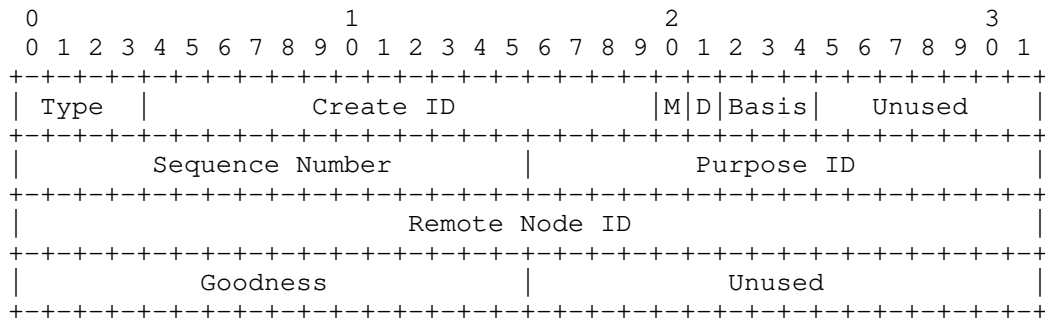 0                   1                   2                   3
 0 1 2 3 4 5 6 7 8 9 0 1 2 3 4 5 6 7 8 9 0 1 2 3 4 5 6 7 8 9 0 1
+-+-+-+-+-+-+-+-+-+-+-+-+-+-+-+-+-+-+-+-+-+-+-+-+-+-+-+-+-+-+-+-+
| Type  |           Create ID           |M|D|Basis|   Unused    |
+-+-+-+-+-+-+-+-+-+-+-+-+-+-+-+-+-+-+-+-+-+-+-+-+-+-+-+-+-+-+-+-+
|        Sequence Number        |          Purpose ID           |
+-+-+-+-+-+-+-+-+-+-+-+-+-+-+-+-+-+-+-+-+-+-+-+-+-+-+-+-+-+-+-+-+
|                        Remote Node ID                         |
+-+-+-+-+-+-+-+-+-+-+-+-+-+-+-+-+-+-+-+-+-+-+-+-+-+-+-+-+-+-+-+-+
|           Goodness            |            Unused             |
+-+-+-+-+-+-+-+-+-+-+-+-+-+-+-+-+-+-+-+-+-+-+-+-+-+-+-+-+-+-+-+-+